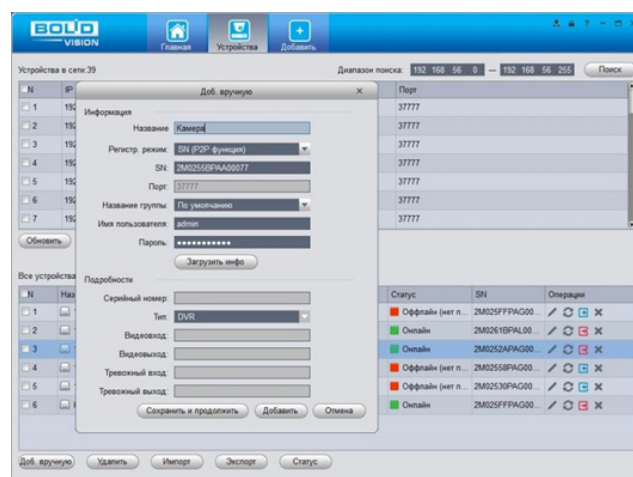 BOLID
VISION
Главная
Устройства
Добавить
Устройства в сети:39
Диапазон поиска: 192 168 56 0 — 192 168 56 255
Поиск
N IP Порт
1 192 37777
2 192 37777
3 192 37777
4 192 37777
5 192 37777
6 192 37777
7 192 37777
Обновить
Доб. вручную
Информация
Название Камера
Регистр. режим: SN (P2P функция)
SN: 2M0255BPAA00077
Порт: 37777
Название группы: По умолчанию
Имя пользователя: admin
Пароль: •••••••••••
Загрузить инфо
Подробности
Серийный номер:
Тип: DVR
Видеовход:
Видеовыход:
Тревожный вход:
Тревожный выход:
Сохранить и продолжить Добавить Отмена
Все устройства
N Наз Статус SN Операции
1 Оффлайн (нет п... 2M025FFPAG00...
2 Онлайн 2M0261BPAL00...
3 Онлайн 2M0252APAG00...
4 Оффлайн (нет п... 2M0255BPAG00...
5 Оффлайн (нет п... 2M02530PAG00...
6 Онлайн 2M025FFPAG00...
Доб. вручную Удалить Импорт Экспорт Статус